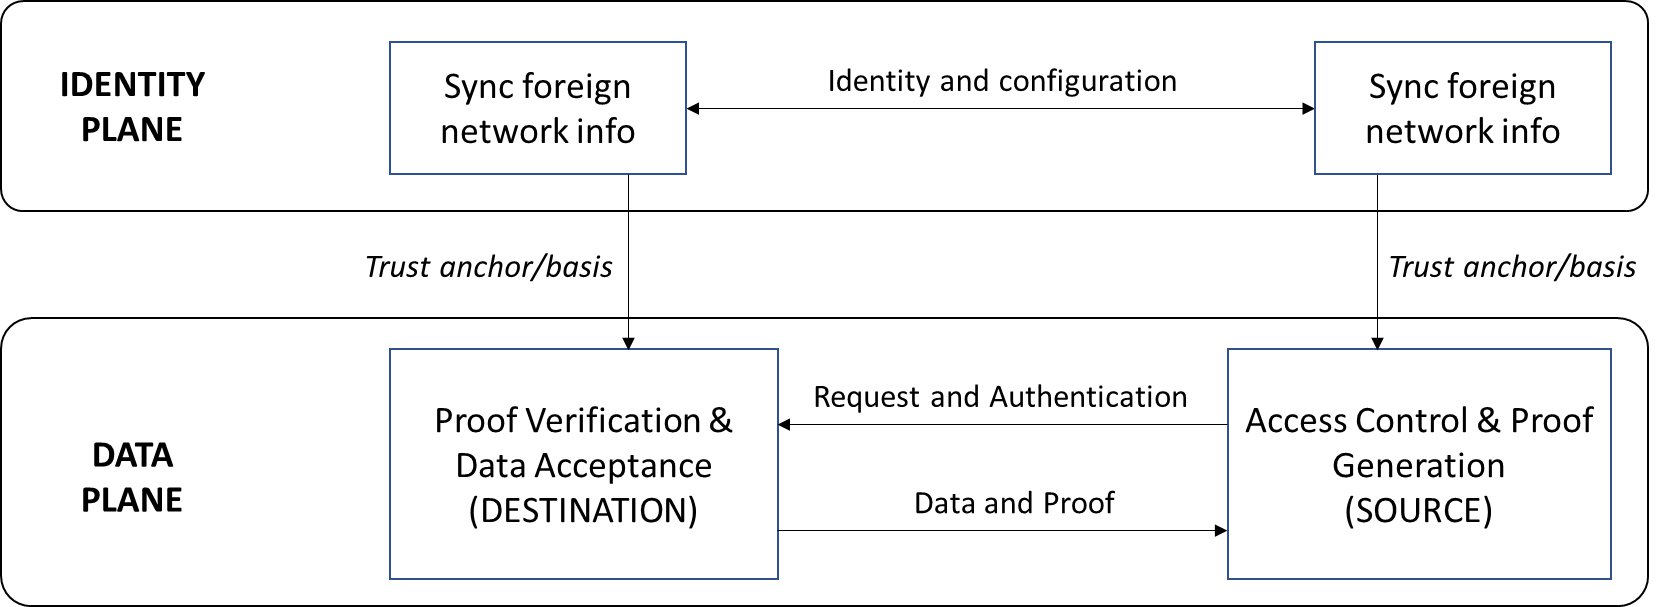 IDENTITY
PLANE
Sync foreign
network info
Identity and configuration
Sync foreign
network info
Trust anchor/basis
Trust anchor/basis
DATA
PLANE
Proof Verification &
Data Acceptance
(DESTINATION)
Request and Authentication
Data and Proof
Access Control & Proof
Generation
(SOURCE)